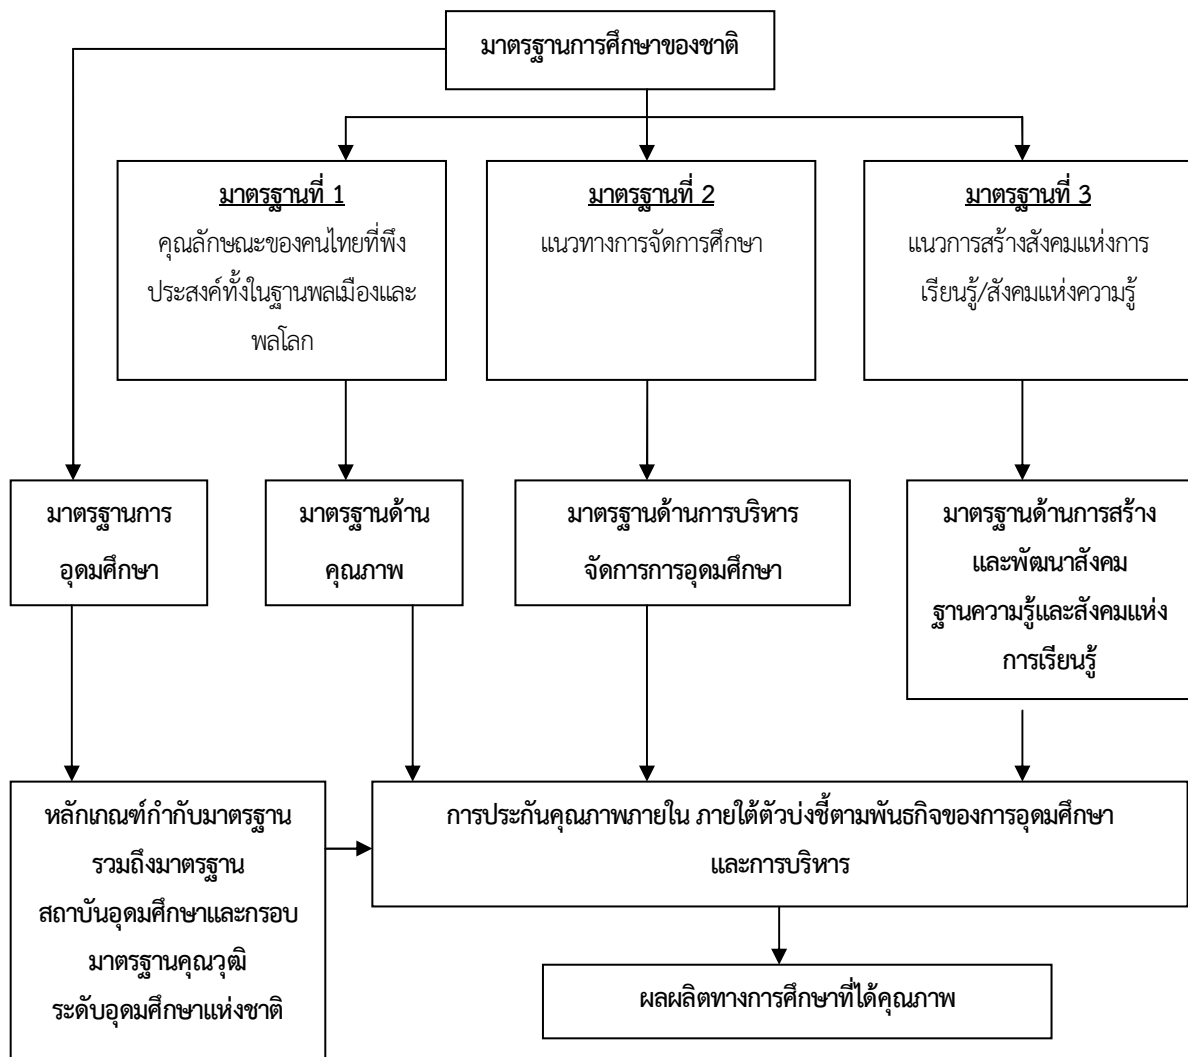 มาตรฐานการศึกษาของชาติ
มาตรฐานที่ 1
คุณลักษณะของคนไทยที่พึง
ประสงค์ทั้งในฐานพลเมืองและ
พลโลก
มาตรฐานที่ 2
แนวทางการจัดการศึกษา
มาตรฐานที่ 3
แนวการสร้างสังคมแห่งการ
เรียนรู้/สังคมแห่งความรู้
มาตรฐานการ
อุดมศึกษา
มาตรฐานด้าน
คุณภาพ
มาตรฐานด้านการบริหาร
จัดการการอุดมศึกษา
มาตรฐานด้านการสร้าง
และพัฒนาสังคม
ฐานความรู้และสังคมแห่ง
การเรียนรู้
หลักเกณฑ์กำกับมาตรฐาน
รวมถึงมาตรฐาน
สถาบันอุดมศึกษาและกรอบ
มาตรฐานคุณวุฒิ
ระดับอุดมศึกษาแห่งชาติ
การประกันคุณภาพภายใน ภายใต้ตัวบ่งชี้ตามพันธกิจของการอุดมศึกษา
และการบริหาร
ผลผลิตทางการศึกษาที่ได้คุณภาพ